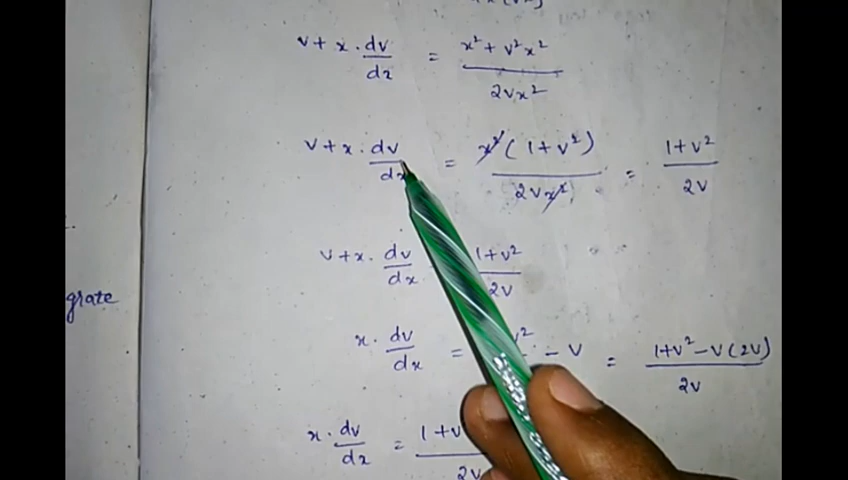 v + x · dv/dx = x² + v²x² / 2vx²
v + x · dv/dx = x² (1 + v²) / 2vx² = 1 + v² / 2v
v + x · dv/dx 1 + v² / 2v
grate
x · dv/dx = ² − v = 1 + v² − v(2v) / 2v
x · dv/dx = 1 + v / 2v